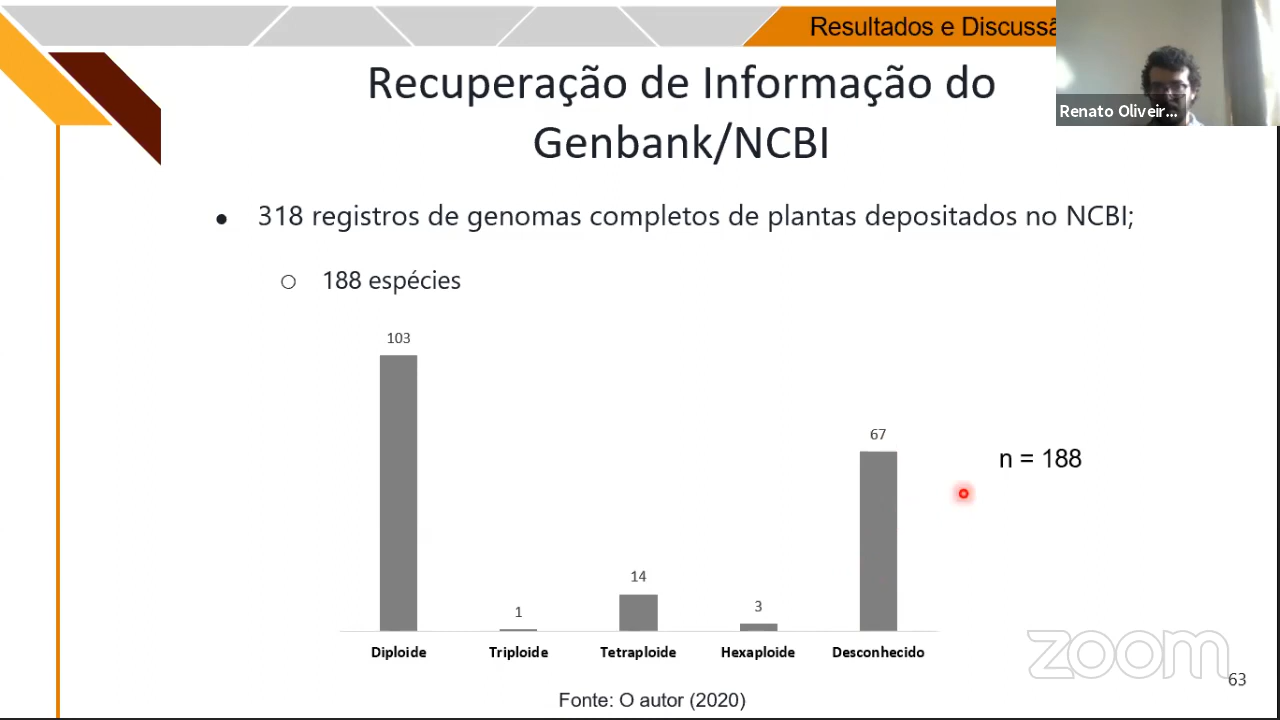 Resultados e Discussã
Renato Oliveir...
Recuperação de Informação do
Genbank/NCBI
● 318 registros de genomas completos de plantas depositados no NCBI;
○ 188 espécies
103
1
14
3
67
n = 188
Diploide
Triploide
Tetraploide
Hexaploide
Desconhecido
Fonte: O autor (2020)
zoom
63